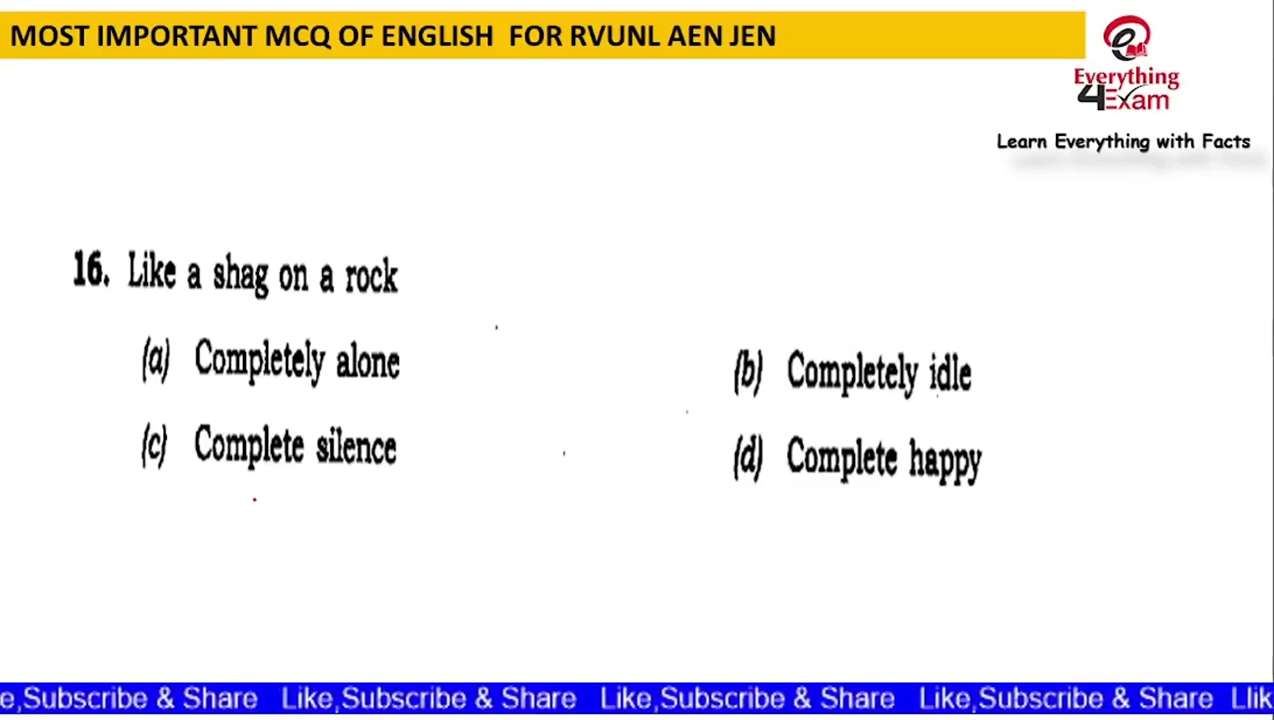 MOST IMPORTANT MCQ OF ENGLISH FOR RVUNL AEN JEN
e
Everything
4Exam
Learn Everything with Facts
16. Like a shag on a rock
(a) Completely alone
(b) Completely idle
(c) Complete silence
(d) Complete happy
e,Subscribe & Share Like,Subscribe & Share Like,Subscribe & Share Like,Subscribe & Share Llik